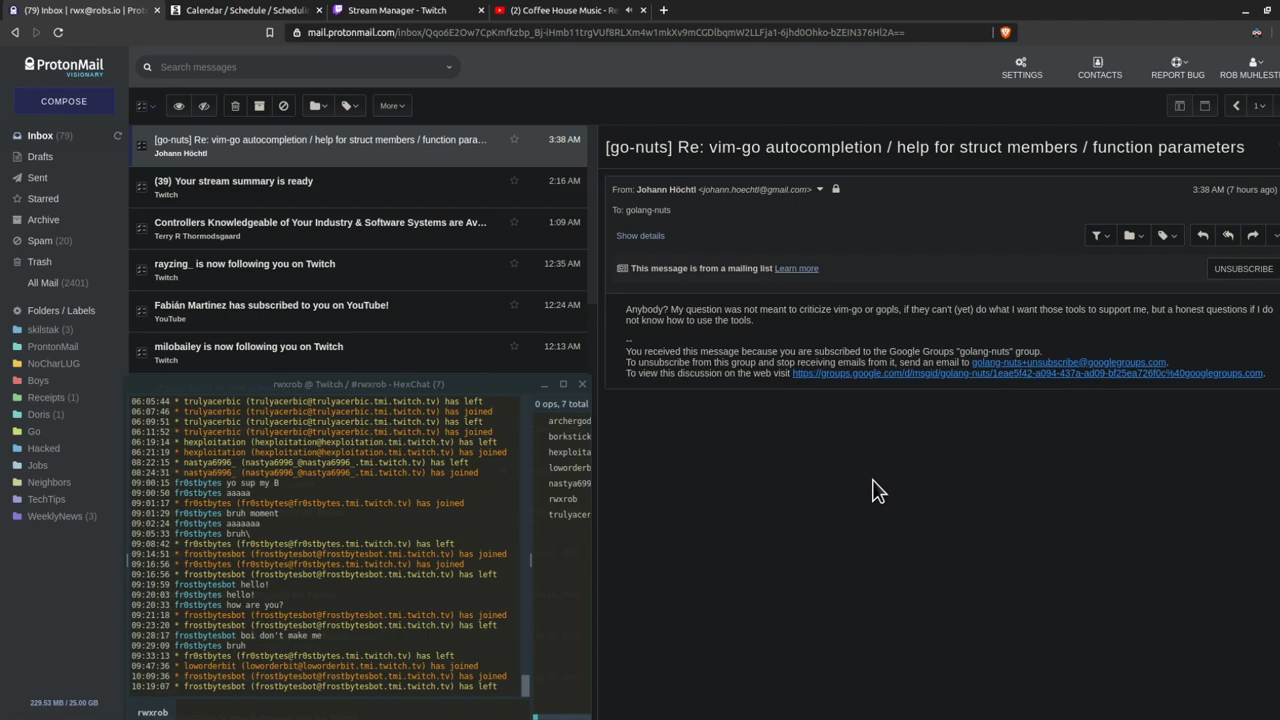 (79) Inbox | rwx@robs.io | Proto
Calendar / Schedule / Scheduli
Stream Manager - Twitch
(2) Coffee House Music - Re
mail.protonmail.com/inbox/Qqo6E2Ow7CpKmfkzbp_Bj-iHmb11trgVUf8RLXm4w1mkXv9mCGDlbqmW2LLFja1-6jhd0Ohko-bZEIN376Hl2A==
ProtonMail
VISIONARY
Search messages
SETTINGS
CONTACTS
REPORT BUG
ROB MUHLEST
COMPOSE
More
1
Inbox (79)
Drafts
Sent
Starred
Archive
Spam (20)
Trash
All Mail (2401)
Folders / Labels
skilstak (3)
ProtonMail
NoCharLUG
Boys
Receipts (1)
Doris (1)
Go
Hacked
Jobs
Neighbors
TechTips
WeeklyNews (3)
229.53 MB / 25.00 GB
[go-nuts] Re: vim-go autocompletion / help for struct members / function para… 3:38 AM
Johann Höchtl
(39) Your stream summary is ready 2:16 AM
Twitch
Controllers Knowledgeable of Your Industry & Software Systems are Av… 1:09 AM
Terry R Thormodsgaard
rayzing_ is now following you on Twitch 12:35 AM
Twitch
Fabián Martinez has subscribed to you on YouTube! 12:24 AM
YouTube
milobailey is now following you on Twitch 12:13 AM
Twitch
rwxrob @ Twitch / #rwxrob - HexChat (7)
06:05:44 * trulyacerbic (trulyacerbic@trulyacerbic.tmi.twitch.tv) has left
06:07:46 * trulyacerbic (trulyacerbic@trulyacerbic.tmi.twitch.tv) has joined
06:09:51 * trulyacerbic (trulyacerbic@trulyacerbic.tmi.twitch.tv) has left
06:11:52 * trulyacerbic (trulyacerbic@trulyacerbic.tmi.twitch.tv) has joined
06:19:14 * hexploitation (hexploitation@hexploitation.tmi.twitch.tv) has left
06:21:19 * hexploitation (hexploitation@hexploitation.tmi.twitch.tv) has joined
08:22:15 * nastya6996_ (nastya6996_@nastya6996_.tmi.twitch.tv) has left
08:24:31 * nastya6996_ (nastya6996_@nastya6996_.tmi.twitch.tv) has joined
09:00:15 fr0stbytes yo sup my B
09:00:50 fr0stbytes aaaaa
09:01:17 * fr0stbytes (fr0stbytes@fr0stbytes.tmi.twitch.tv) has joined
09:01:29 fr0stbytes bruh moment
09:02:24 fr0stbytes aaaaaaa
09:05:33 fr0stbytes bruh\
09:08:42 * fr0stbytes (fr0stbytes@fr0stbytes.tmi.twitch.tv) has left
09:14:51 * frostbytesbot (frostbytesbot@frostbytesbot.tmi.twitch.tv) has joined
09:16:56 * fr0stbytes (fr0stbytes@fr0stbytes.tmi.twitch.tv) has joined
09:16:56 * frostbytesbot (frostbytesbot@frostbytesbot.tmi.twitch.tv) has left
09:19:59 frostbytesbot hello!
09:20:03 fr0stbytes hello!
09:20:33 fr0stbytes how are you?
09:21:18 * frostbytesbot (frostbytesbot@frostbytesbot.tmi.twitch.tv) has joined
09:23:20 * frostbytesbot (frostbytesbot@frostbytesbot.tmi.twitch.tv) has left
09:28:17 frostbytesbot boi don't make me
09:29:09 fr0stbytes bruh
09:33:13 * fr0stbytes (fr0stbytes@fr0stbytes.tmi.twitch.tv) has left
09:47:36 * loworderbit (loworderbit@loworderbit.tmi.twitch.tv) has joined
10:09:36 * frostbytesbot (frostbytesbot@frostbytesbot.tmi.twitch.tv) has joined
10:19:07 * frostbytesbot (frostbytesbot@frostbytesbot.tmi.twitch.tv) has left
rwxrob
0 ops, 7 total
archergod
borkstick
hexploita
loworderb
nastya699
rwxrob
trulyacer
[go-nuts] Re: vim-go autocompletion / help for struct members / function parameters
From: Johann Höchtl <johann.hoechtl@gmail.com> 3:38 AM (7 hours ago)
To: golang-nuts
Show details
This message is from a mailing list Learn more
UNSUBSCRIBE
Anybody? My question was not meant to criticize vim-go or gopls, if they can't (yet) do what I want those tools to support me, but a honest questions if I do
not know how to use the tools.
--
You received this message because you are subscribed to the Google Groups "golang-nuts" group.
To unsubscribe from this group and stop receiving emails from it, send an email to golang-nuts+unsubscribe@googlegroups.com.
To view this discussion on the web visit https://groups.google.com/d/msgid/golang-nuts/1eae5f42-a094-437a-ad09-bf25ea726f0c%40googlegroups.com.